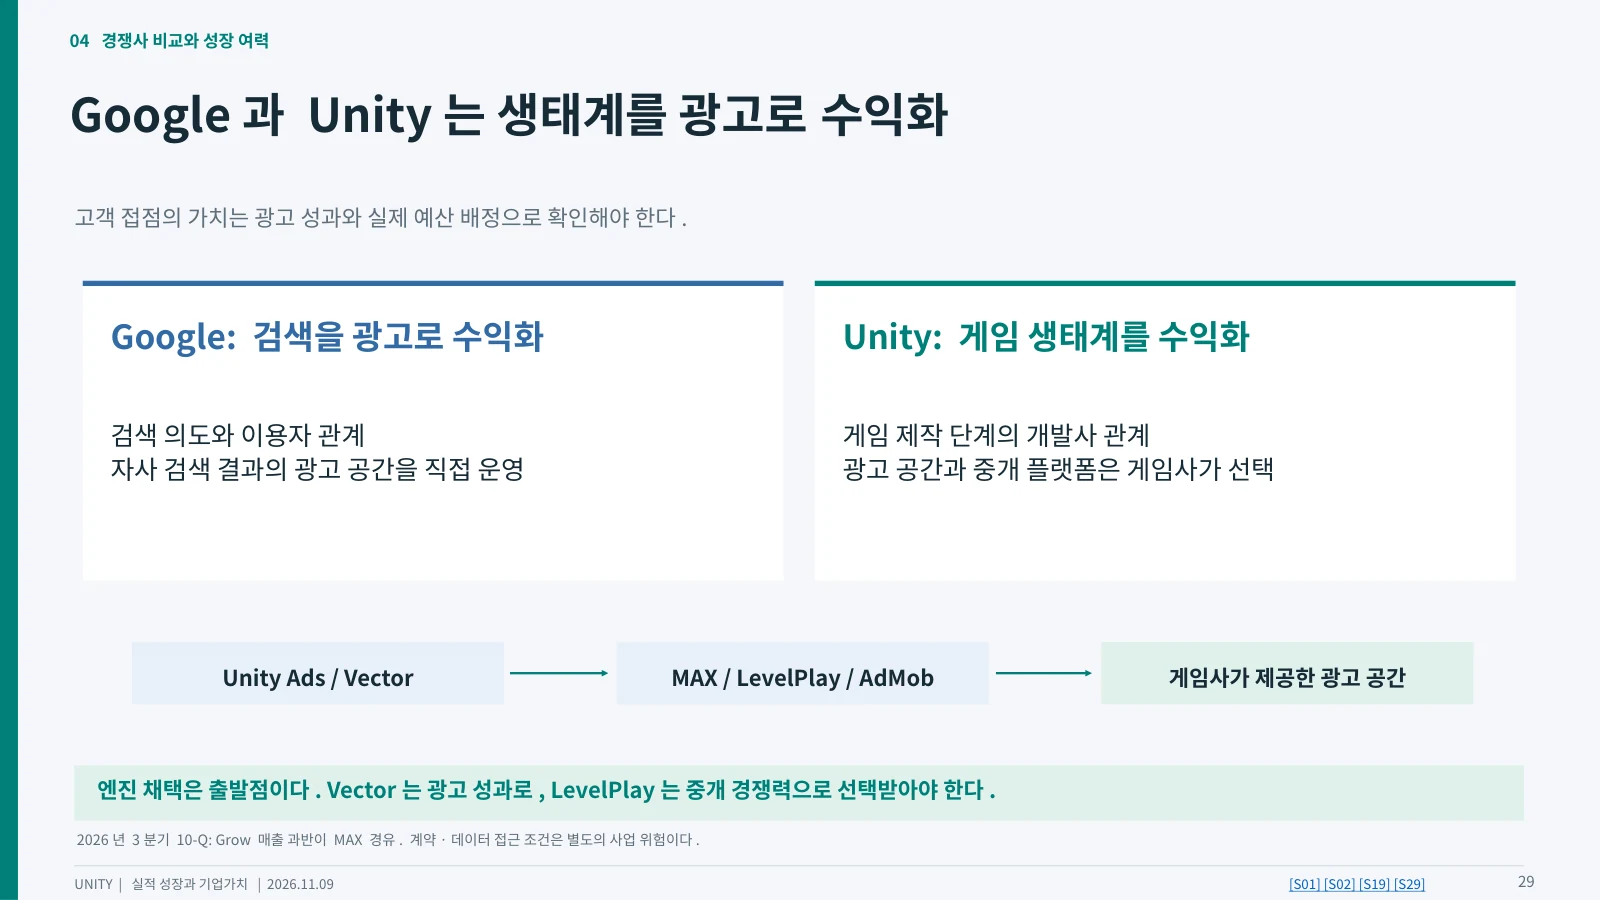 04 경쟁사 비교와 성장 여력
Google 과 Unity 는 생태계를 광고로 수익화
고객 접점의 가치는 광고 성과와 실제 예산 배정으로 확인해야 한다 .
Google: 검색을 광고로 수익화
검색 의도와 이용자 관계
자사 검색 결과의 광고 공간을 직접 운영
Unity: 게임 생태계를 수익화
게임 제작 단계의 개발사 관계
광고 공간과 중개 플랫폼은 게임사가 선택
Unity Ads / Vector
MAX / LevelPlay / AdMob
게임사가 제공한 광고 공간
엔진 채택은 출발점이다 . Vector 는 광고 성과로 , LevelPlay 는 중개 경쟁력으로 선택받아야 한다 .
2026 년 3 분기 10-Q: Grow 매출 과반이 MAX 경유 . 계약 · 데이터 접근 조건은 별도의 사업 위험이다 .
UNITY | 실적 성장과 기업가치 | 2026.11.09
[S01] [S02] [S19] [S29]
29